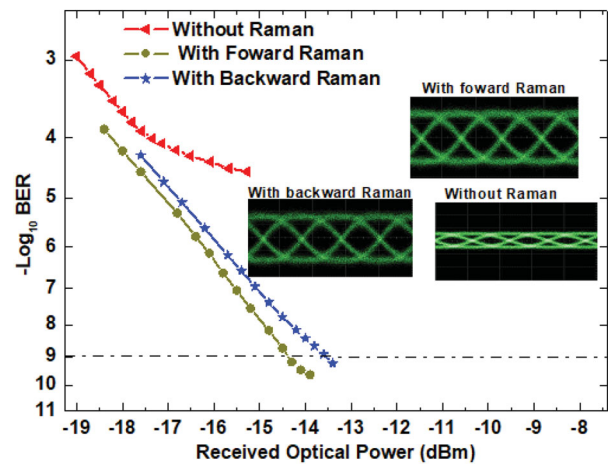 Without Raman
With Foward Raman
With Backward Raman
With foward Raman
With backward Raman
Without Raman
-Log10 BER
3
4
5
6
7
8
9
10
11
-19 -18 -17 -16 -15 -14 -13 -12 -11 -10 -9 -8
Received Optical Power (dBm)